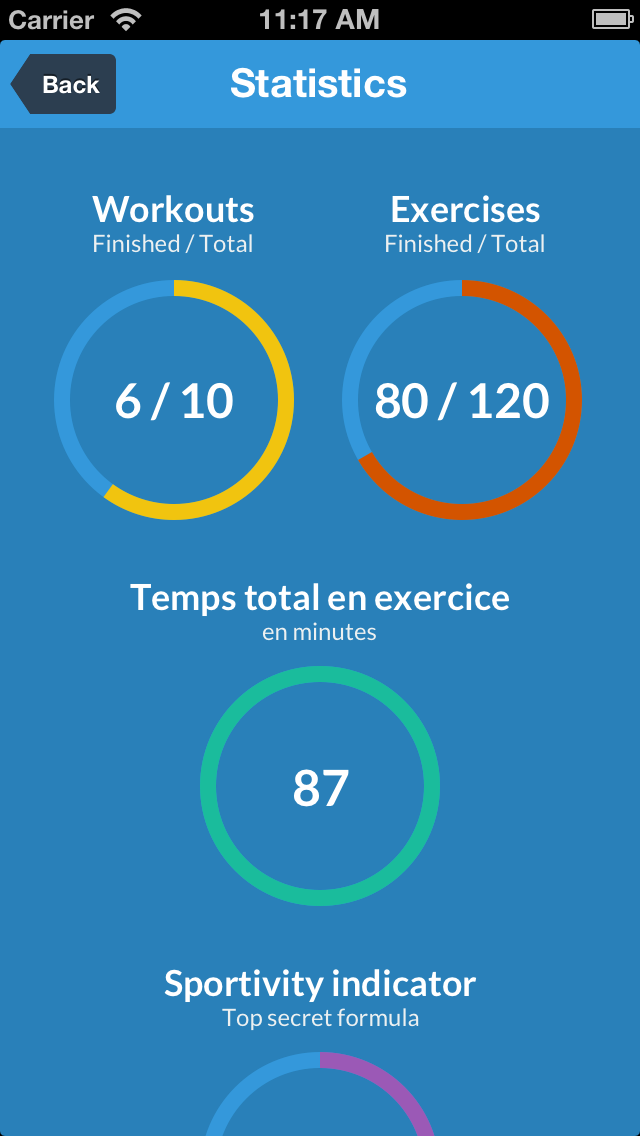 Carrier 11:17 AM
Back Statistics
Workouts
Finished / Total
6 / 10
Exercises
Finished / Total
80 / 120
Temps total en exercice
en minutes
87
Sportivity indicator
Top secret formula